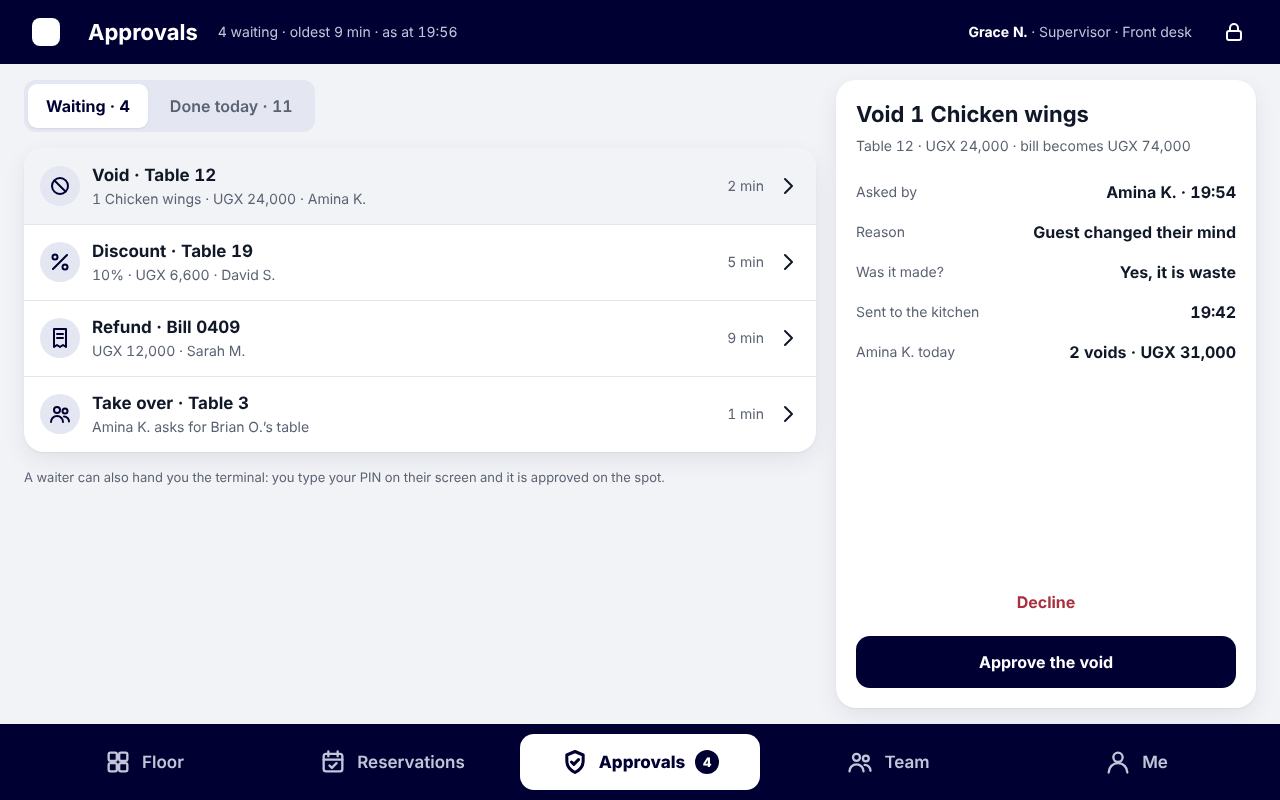 Approvals
4 waiting · oldest 9 min · as at 19:56
Grace N. · Supervisor · Front desk
Waiting · 4
Done today · 11
Void · Table 12
1 Chicken wings · UGX 24,000 · Amina K.
2 min
Discount · Table 19
10% · UGX 6,600 · David S.
5 min
Refund · Bill 0409
UGX 12,000 · Sarah M.
9 min
Take over · Table 3
Amina K. asks for Brian O.’s table
1 min
A waiter can also hand you the terminal: you type your PIN on their screen and it is approved on the spot.
Void 1 Chicken wings
Table 12 · UGX 24,000 · bill becomes UGX 74,000
Asked by Amina K. · 19:54
Reason Guest changed their mind
Was it made? Yes, it is waste
Sent to the kitchen 19:42
Amina K. today 2 voids · UGX 31,000
Decline
Approve the void
Floor
Reservations
Approvals 4
Team
Me